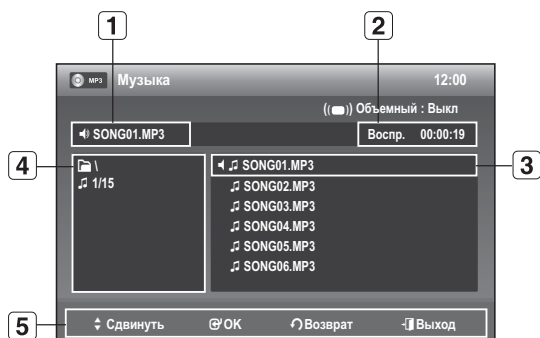 1 2
MP3 Музыка 12:00
Объемный : Выкл
SONG01.MP3 Воспр. 00:00:19
4 \ SONG01.MP3 3
1/15 SONG02.MP3
SONG03.MP3
SONG04.MP3
SONG05.MP3
SONG06.MP3
5 Сдвинуть OK Возврат Выход